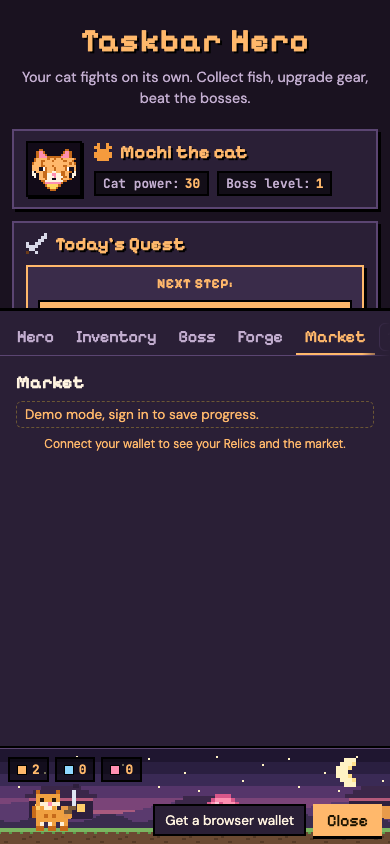 Taskbar Hero
Your cat fights on its own. Collect fish, upgrade gear,
beat the bosses.
Mochi the cat
Cat power: 30
Boss level: 1
Today's Quest
NEXT STEP:
Hero
Inventory
Boss
Forge
Market
Market
Demo mode, sign in to save progress.
Connect your wallet to see your Relics and the market.
2
0
0
Get a browser wallet
Close